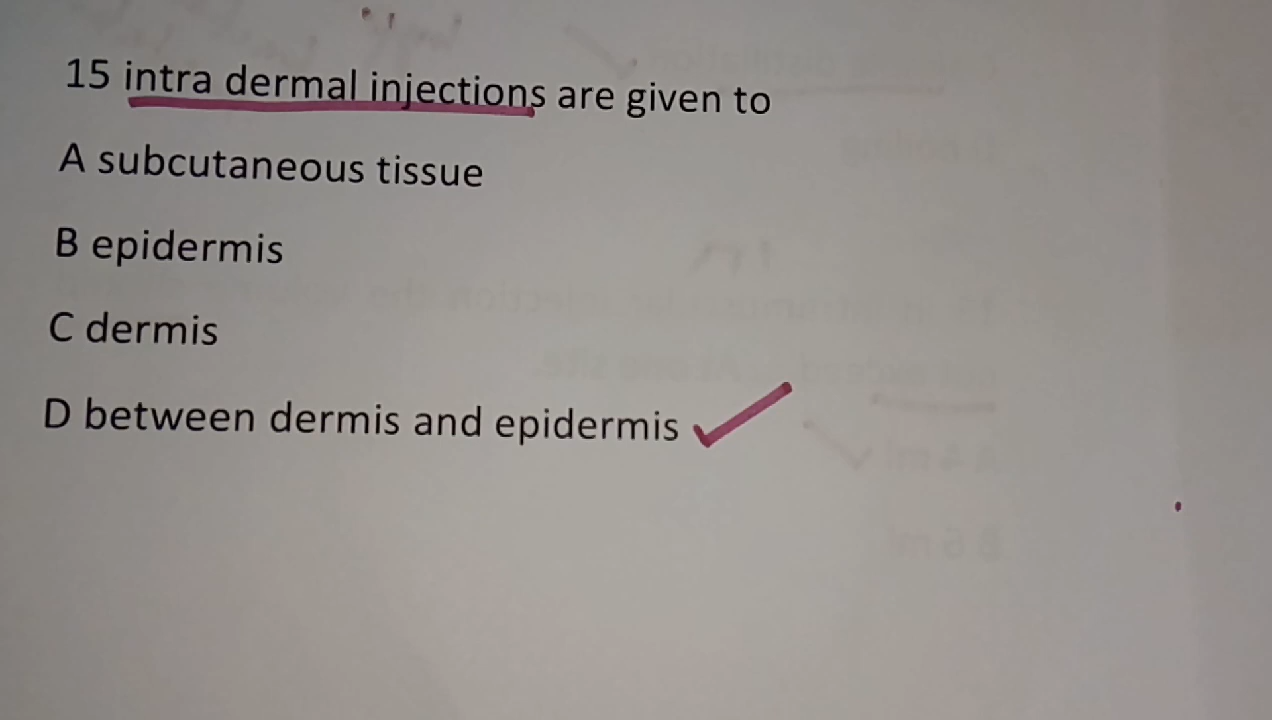 15 intra dermal injections are given to
A subcutaneous tissue
B epidermis
C dermis
D between dermis and epidermis